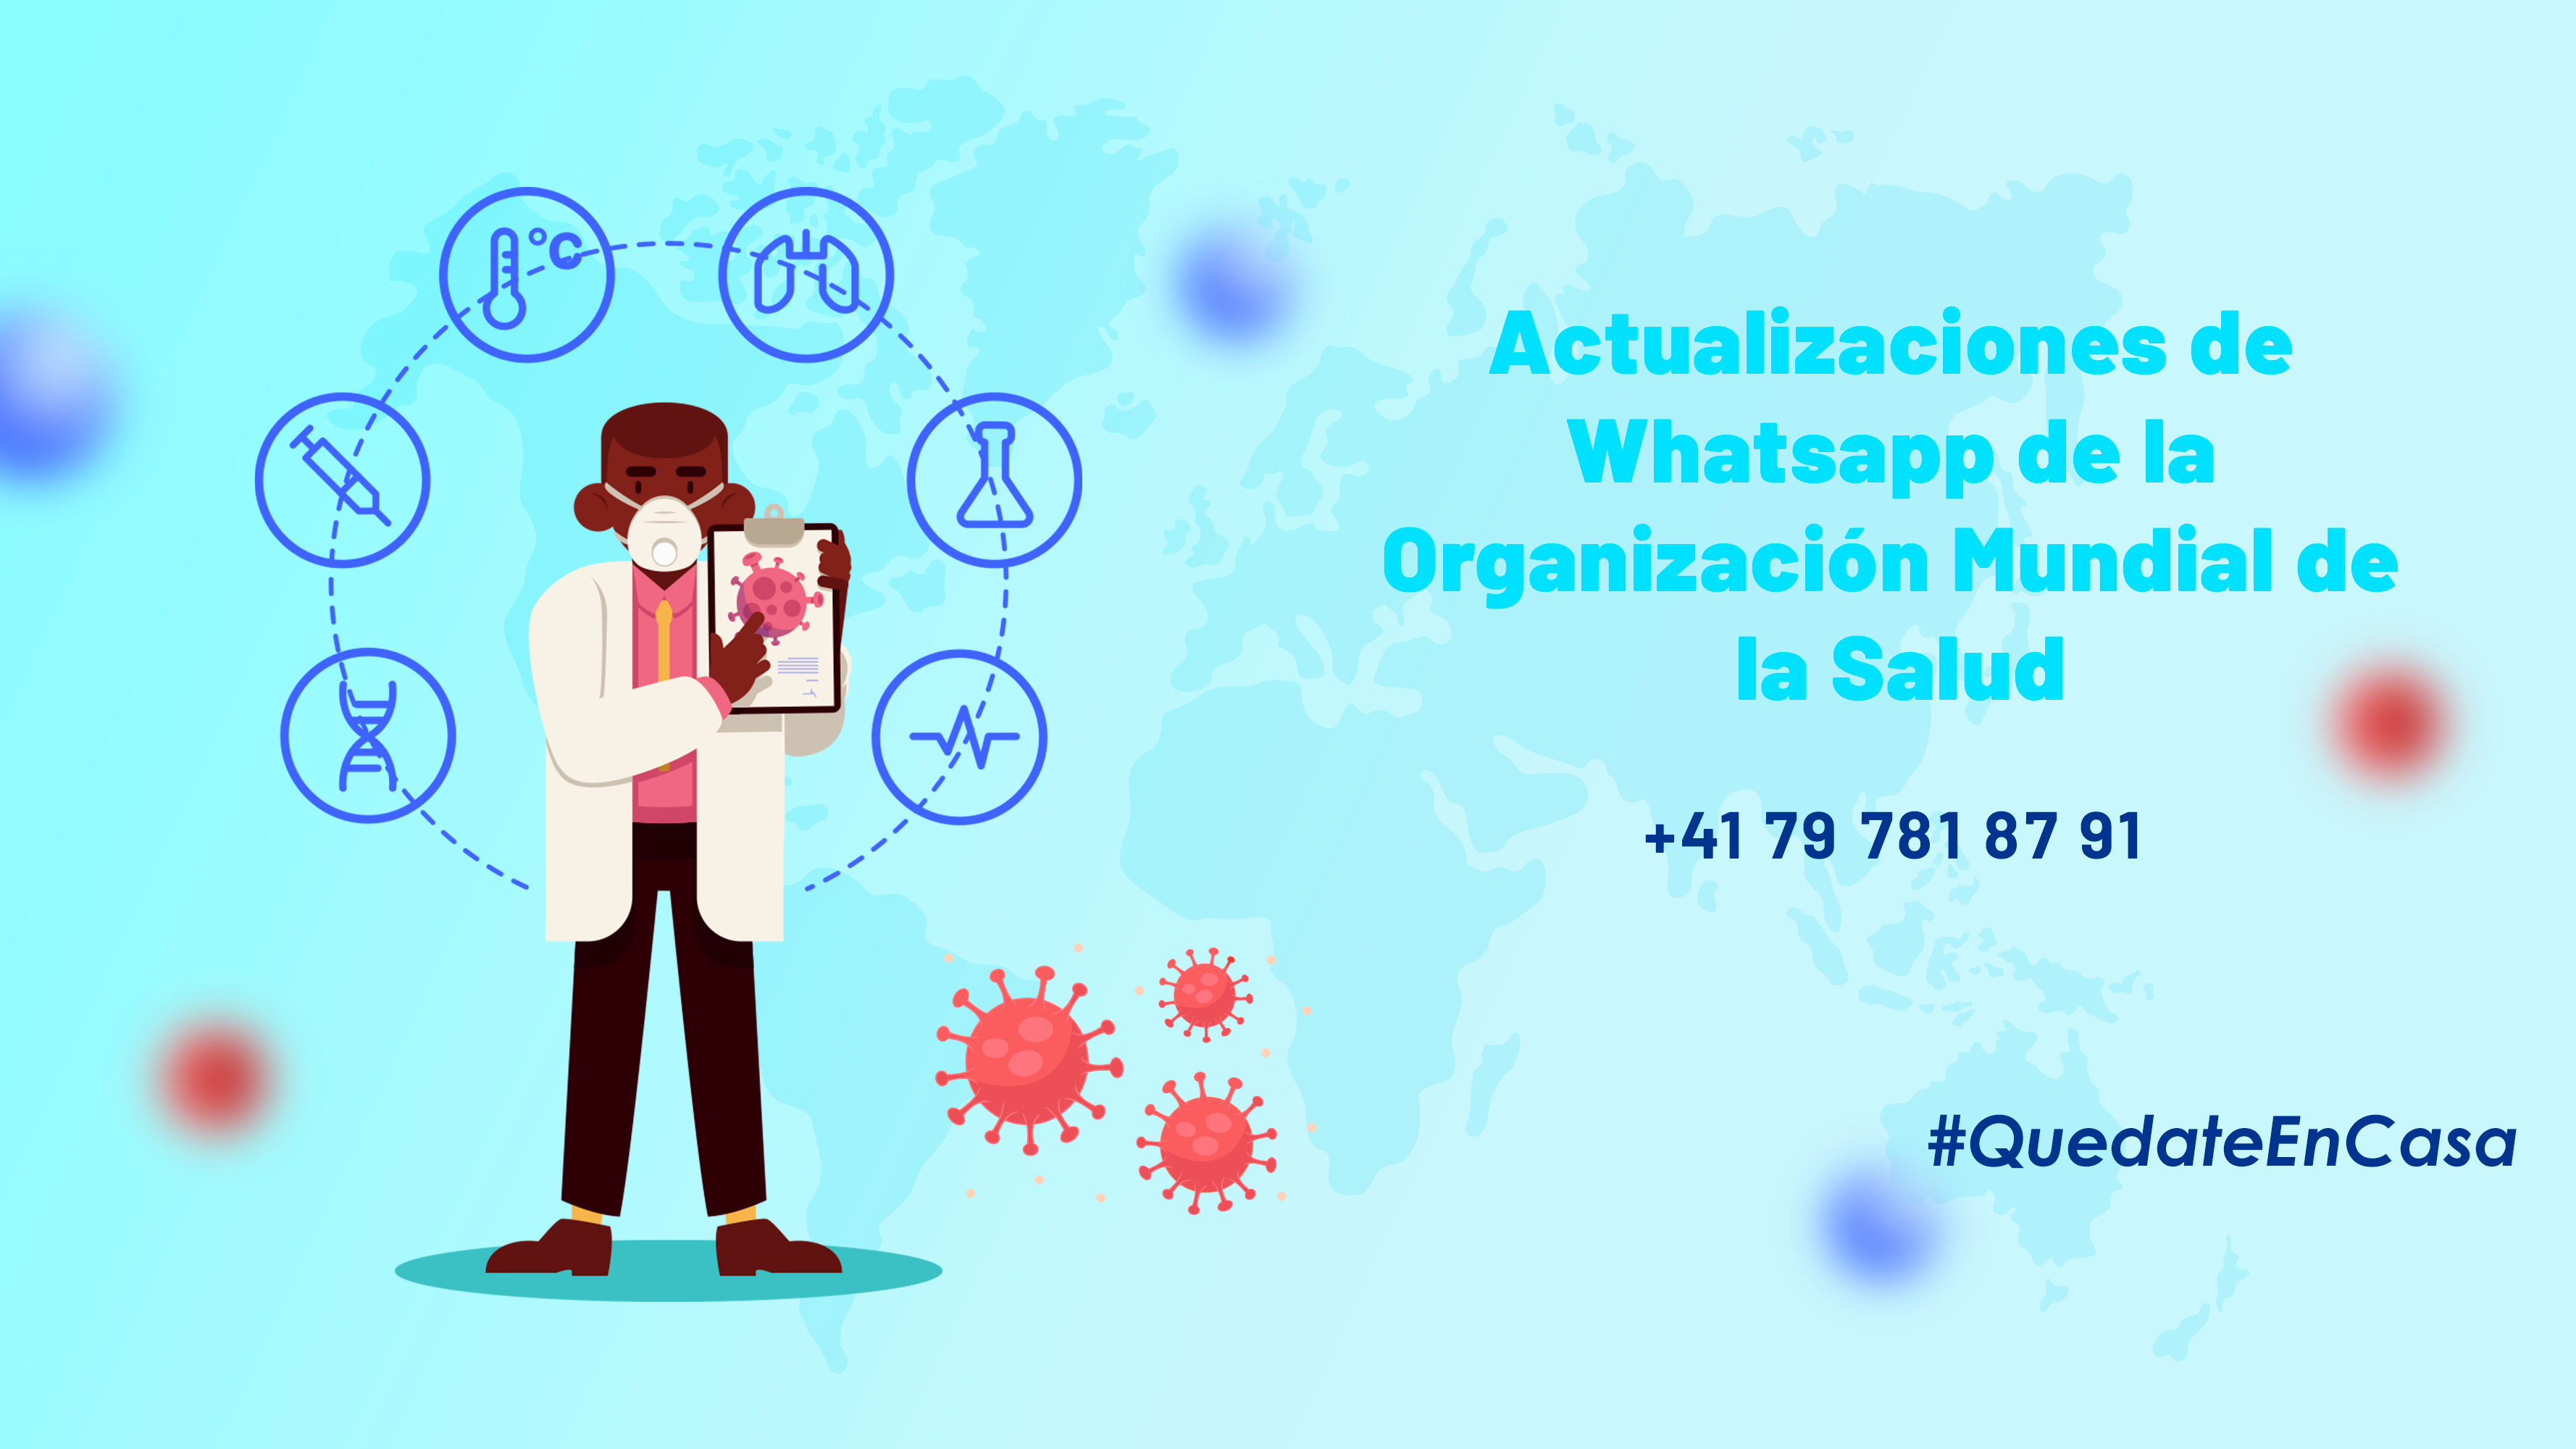 °C
Actualizaciones de
Whatsapp de la
Organización Mundial de
la Salud
+41 79 781 87 91
#QuedateEnCasa